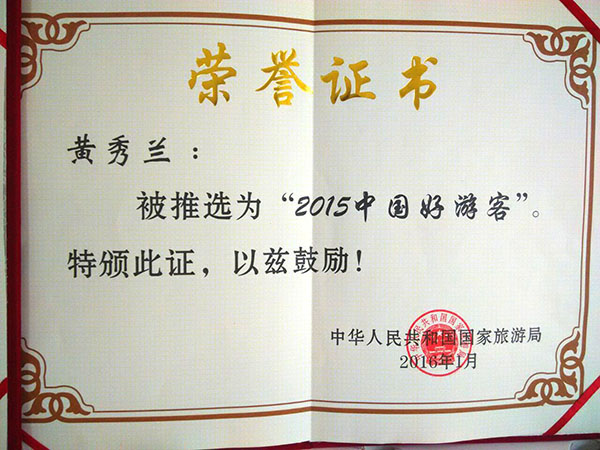 荣誉证书
黄秀兰：
被推选为“2015中国好游客”。
特颁此证，以兹鼓励！
中华人民共和国国家旅游局
2016年1月